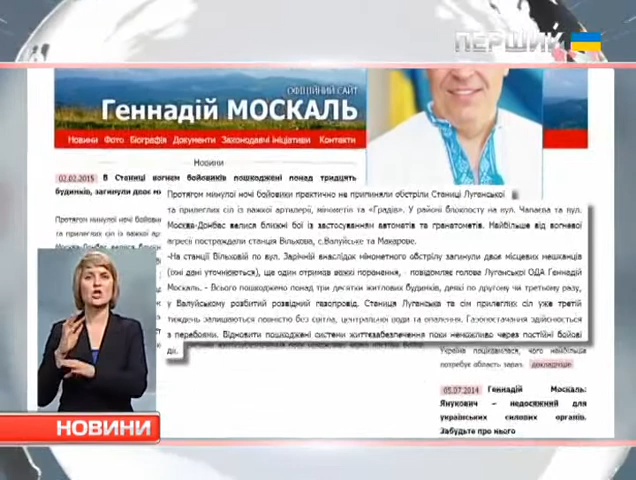 ПЕРШИЙ
ОФІЦІЙНИЙ САЙТ
Геннадій МОСКАЛЬ
Новини Фото Біографія Документи Законодавчі ініціативи Контакти
Новини
02.02.2015 В Станиці вогнем бойовиків пошкоджені понад тридцять
будинків, загинули двоє
Протягом минулої ночі бойовики практично не припиняли обстріли Станиці Луганської
та прилеглих сіл із важкої артилерії, мінометів та «Градів». У районі блокпосту на вул. Чапаєва та вул.
Москва-Донбас велися ближні бої із застосуванням автоматів та гранатометів. Найбільше від вогневої
агресії постраждали станція Вільхова, с.Валуйське та Макарове.
-На станції Вільховій по вул. Зарічній внаслідок мінометного обстрілу загинули двоє місцевих мешканців
(їхні дані уточнюються), ще один отримав важкі поранення, - повідомляє голова Луганської ОДА Геннадій
Москаль. - Всього пошкоджено понад три десятки житлових будинків, деякі по другому чи третьому разу,
у Валуйському розбитий розвідний газопровід. Станиця Луганська та сім прилеглих сіл уже третій
тиждень залишаються повністю без світла, центральної води та опалення. Газопостачання здійснюється
з перебоями. Відновити пошкоджені системи життєзабезпечення поки неможливо через постійні бойові
дії.
Україна поцікавилася, чого найбільше
потребує область зараз. докладніше
05.07.2014 Геннадій Москаль:
Янукович – недосяжний для
українських силових органів.
Забудьте про нього
НОВИНИ